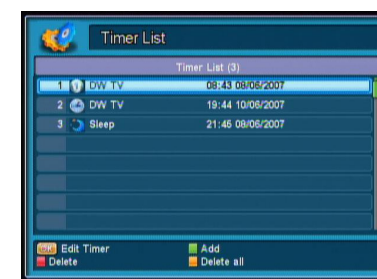 Timer List
Timer List (3)
1 DW TV 08:43 08/06/2007
2 DW TV 19:44 10/06/2007
3 Sleep 21:45 08/06/2007
OK Edit Timer Add
Delete Delete all